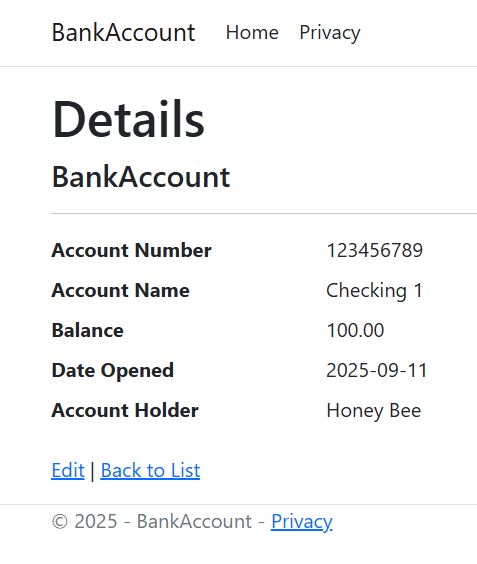 BankAccount Home Privacy
Details
BankAccount
Account Number 123456789
Account Name Checking 1
Balance 100.00
Date Opened 2025-09-11
Account Holder Honey Bee
Edit | Back to List
© 2025 - BankAccount - Privacy